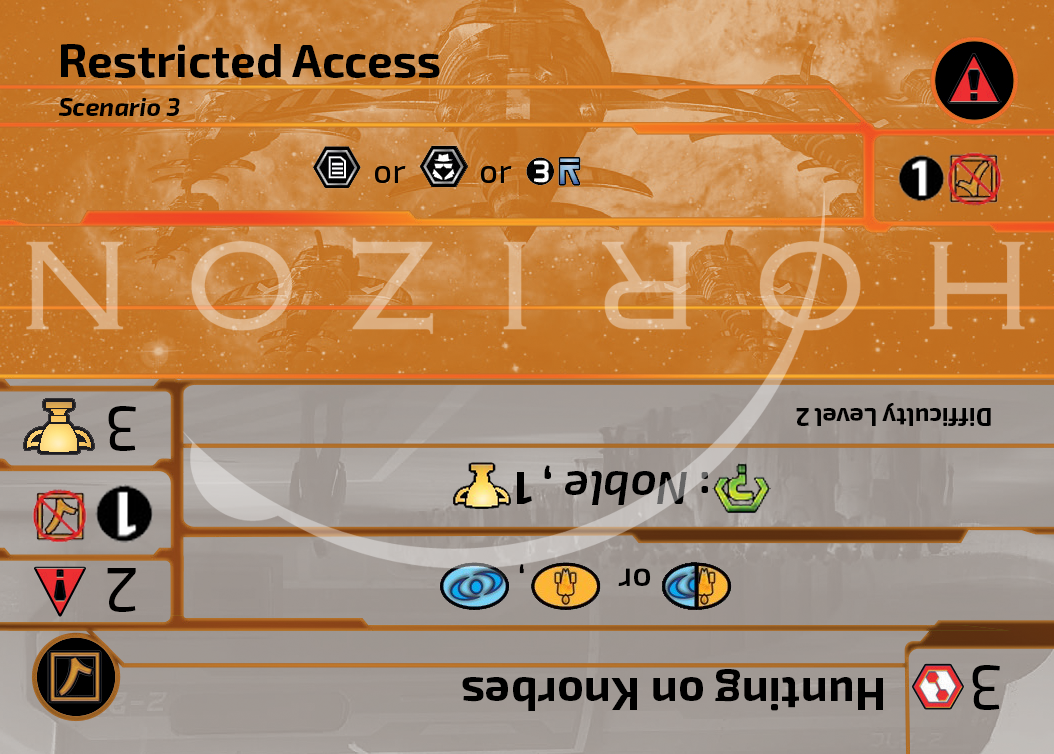 Restricted Access
Scenario 3
or or 3
1
HORIZON
Hunting on Knorbes
3
or ,
2
: Noble , 1
1
Difficulty Level 2
3